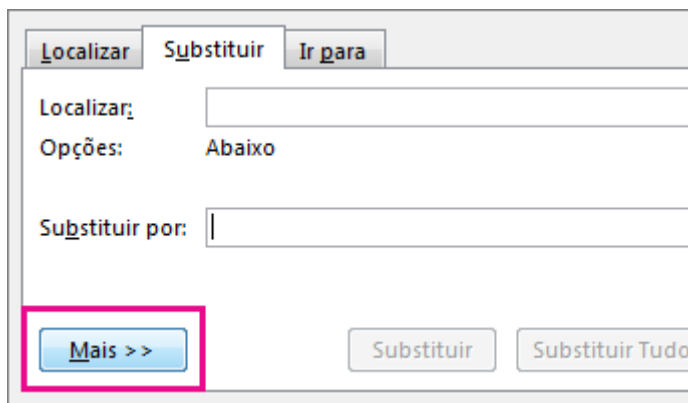 Localizar Substituir Ir para
Localizar:
Opções: Abaixo
Substituir por:
Mais >> Substituir Substituir Tudo